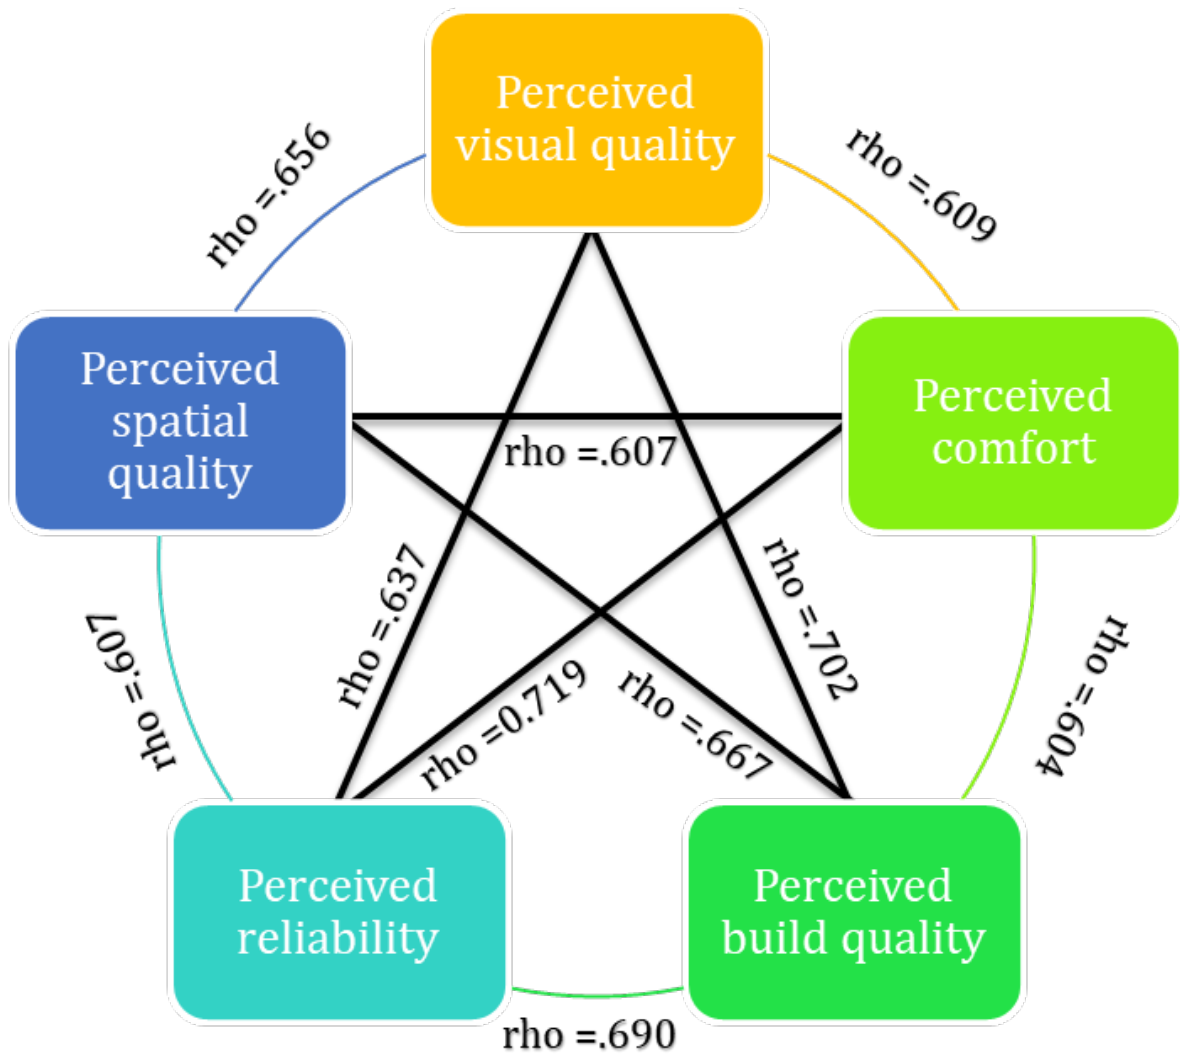 Perceived
visual quality
rho =.656
rho =.609
Perceived
spatial
quality
Perceived
comfort
rho =.607
rho =.637
rho =.702
rho =.607
rho =.604
rho =0.719
rho =.667
Perceived
reliability
Perceived
build quality
rho =.690